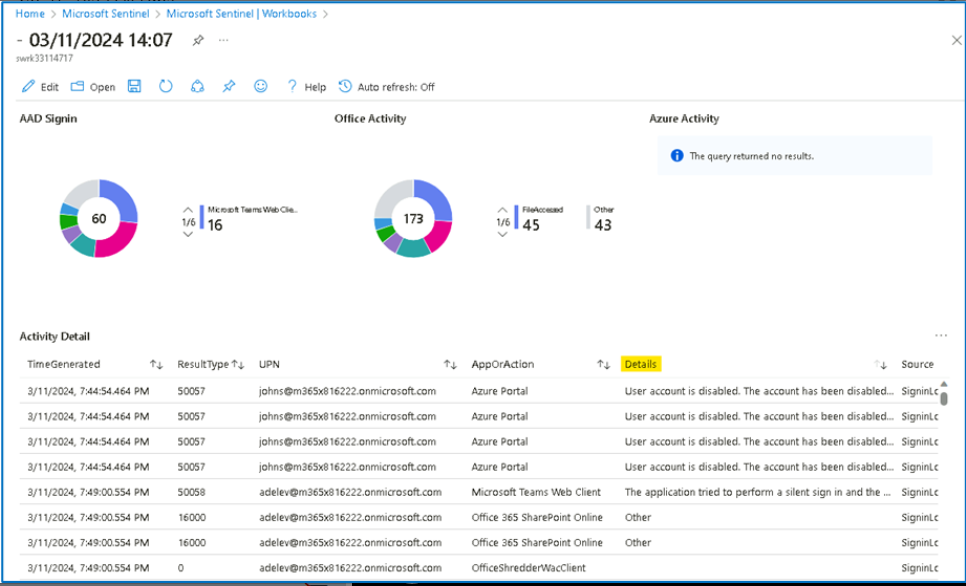 Home > Microsoft Sentinel > Microsoft Sentinel | Workbooks >
- 03/11/2024 14:07 ...
swrk33114717
Edit Open ? Help Auto refresh: Off
AAD Signin Office Activity Azure Activity
The query returned no results.
60 1/6 Microsoft Teams Web Clie... 16
173 1/6 FileAccessed 45 Other 43
Activity Detail ...
TimeGenerated ResultType UPN AppOrAction Details Source
3/11/2024, 7:44:54.464 PM 50057 johns@m365x816222.onmicrosoft.com Azure Portal User account is disabled. The account has been disabled... SigninLc
3/11/2024, 7:44:54.464 PM 50057 johns@m365x816222.onmicrosoft.com Azure Portal User account is disabled. The account has been disabled... SigninLc
3/11/2024, 7:44:54.464 PM 50057 johns@m365x816222.onmicrosoft.com Azure Portal User account is disabled. The account has been disabled... SigninLc
3/11/2024, 7:44:54.464 PM 50057 johns@m365x816222.onmicrosoft.com Azure Portal User account is disabled. The account has been disabled... SigninLc
3/11/2024, 7:49:00.554 PM 50058 adelev@m365x816222.onmicrosoft.com Microsoft Teams Web Client The application tried to perform a silent sign in and the ... SigninLc
3/11/2024, 7:49:00.554 PM 16000 adelev@m365x816222.onmicrosoft.com Office 365 SharePoint Online Other SigninLc
3/11/2024, 7:49:00.554 PM 16000 adelev@m365x816222.onmicrosoft.com Office 365 SharePoint Online Other SigninLc
3/11/2024, 7:49:00.554 PM 0 adelev@m365x816222.onmicrosoft.com OfficeShredderWacClient SigninLc